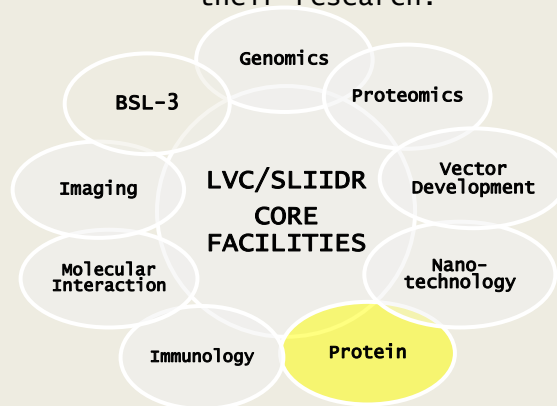 their research.
Genomics
BSL-3
Proteomics
Imaging
LVC/SLIIDR
CORE
FACILITIES
Vector
Development
Molecular
Interaction
Nano-
technology
Immunology
Protein